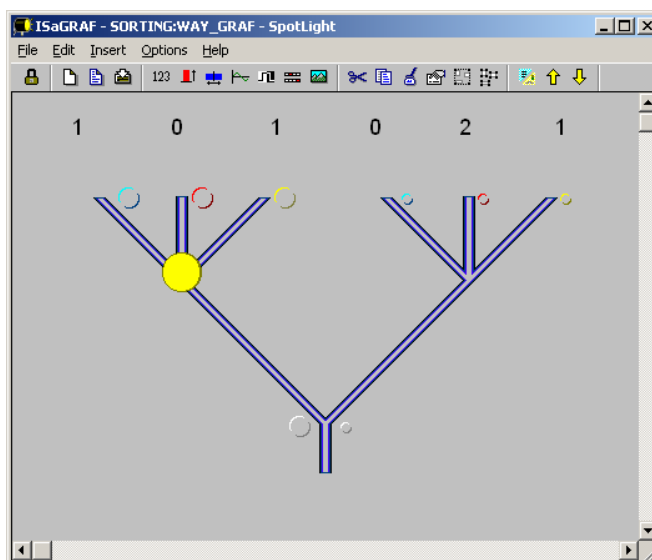 ISaGRAF - SORTING:WAY_GRAF - SpotLight
File Edit Insert Options Help
123
1 0 1 0 2 1